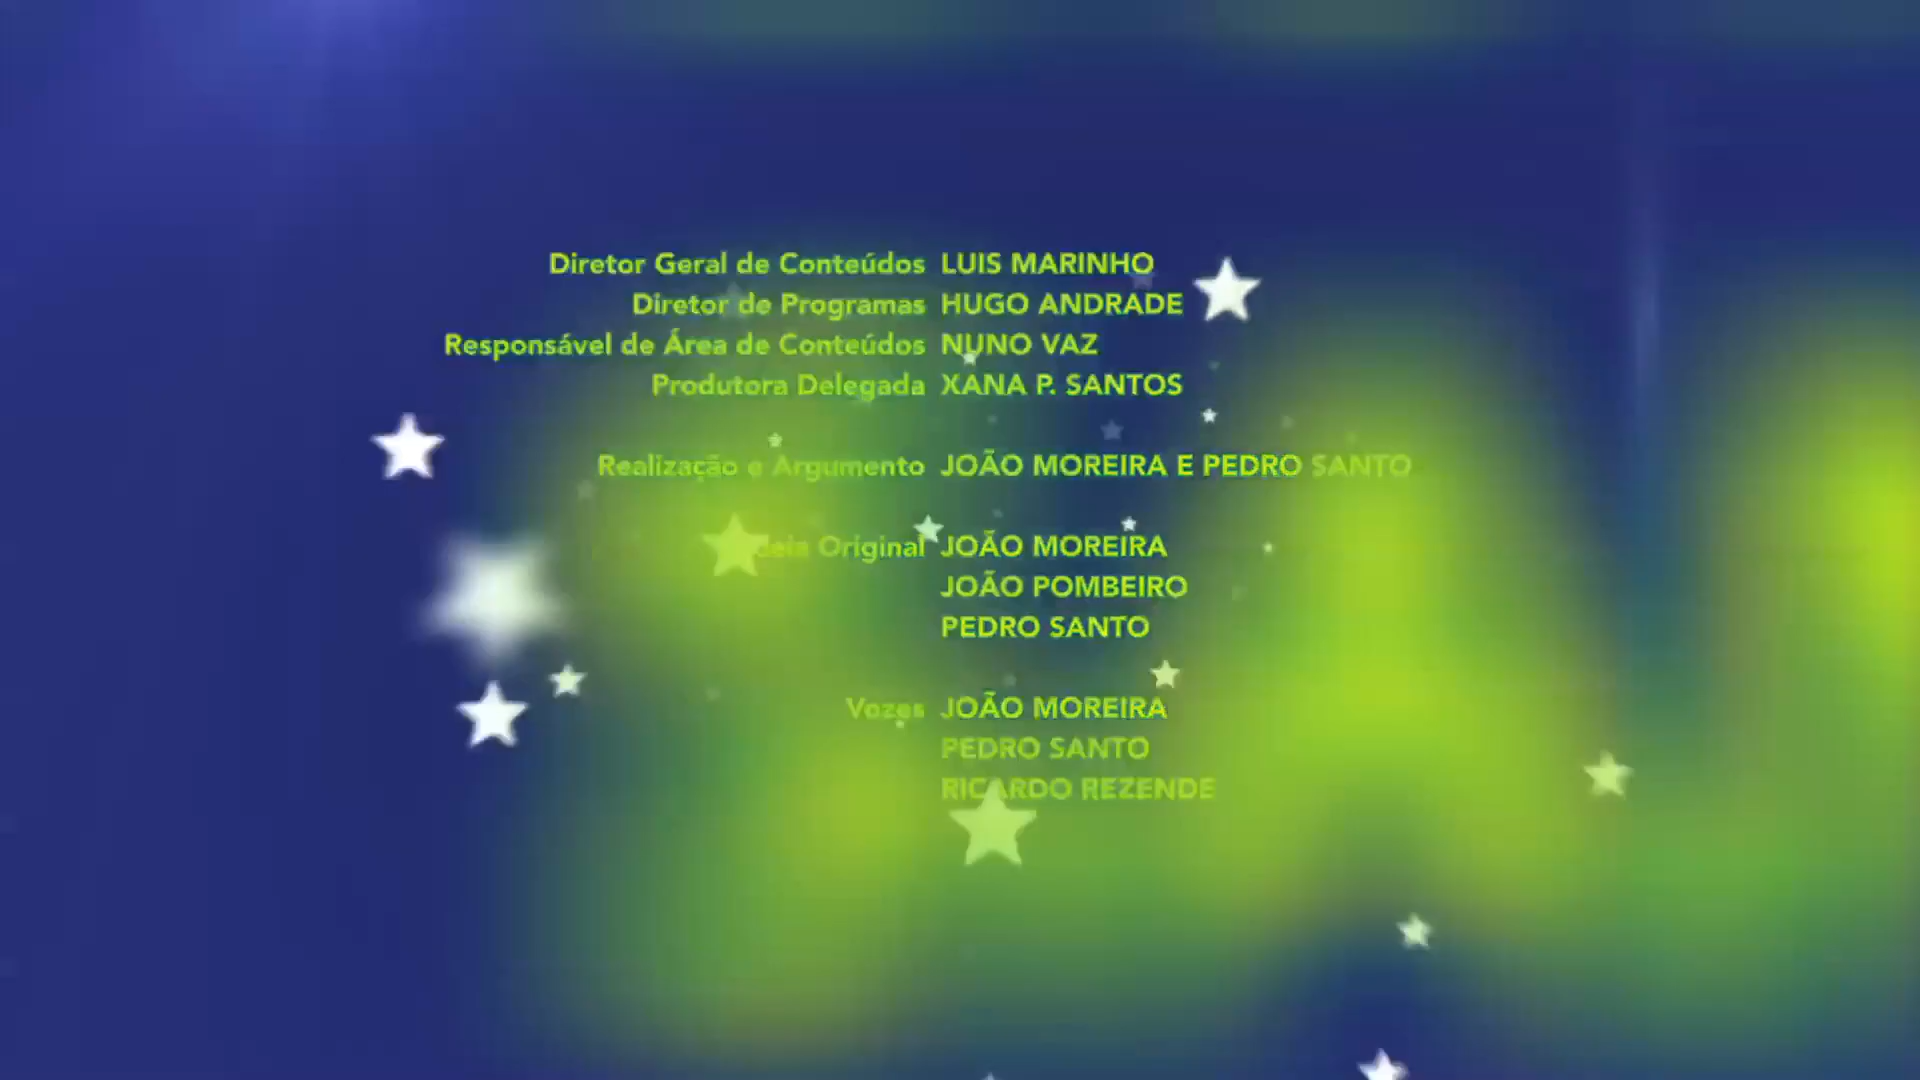 Diretor Geral de Conteúdos LUIS MARINHO
Diretor de Programas HUGO ANDRADE
Responsável de Área de Conteúdos NUNO VAZ
Produtora Delegada XANA P. SANTOS
Realização e Argumento JOÃO MOREIRA E PEDRO SANTO
Original JOÃO MOREIRA
JOÃO POMBEIRO
PEDRO SANTO
Vozes JOÃO MOREIRA
PEDRO SANTO
RICARDO REZENDE